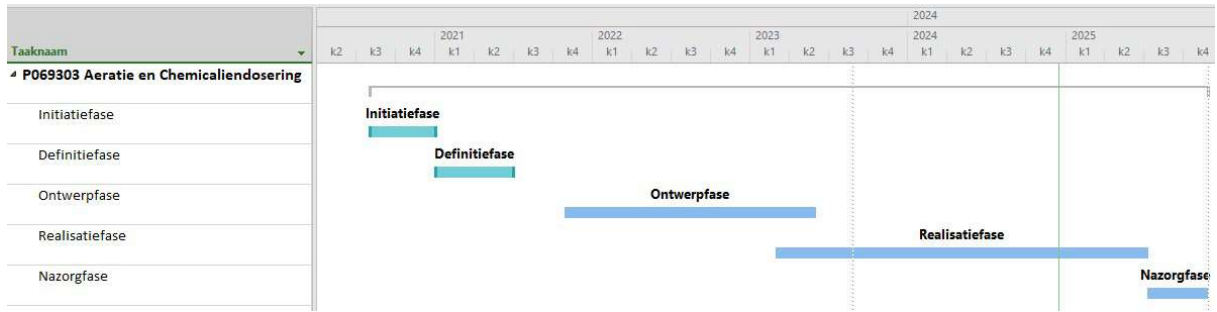 2024
2021 2022 2023 2024 2025
Taaknaam k2 k3 k4 k1 k2 k3 k4 k1 k2 k3 k4 k1 k2 k3 k4 k1 k2 k3 k4 k1 k2 k3 k4
P069303 Aeratie en Chemicaliendosering
Initiatiefase Initiatiefase
Definitiefase Definitiefase
Ontwerpfase Ontwerpfase
Realisatiefase Realisatiefase
Nazorgfase Nazorgfase